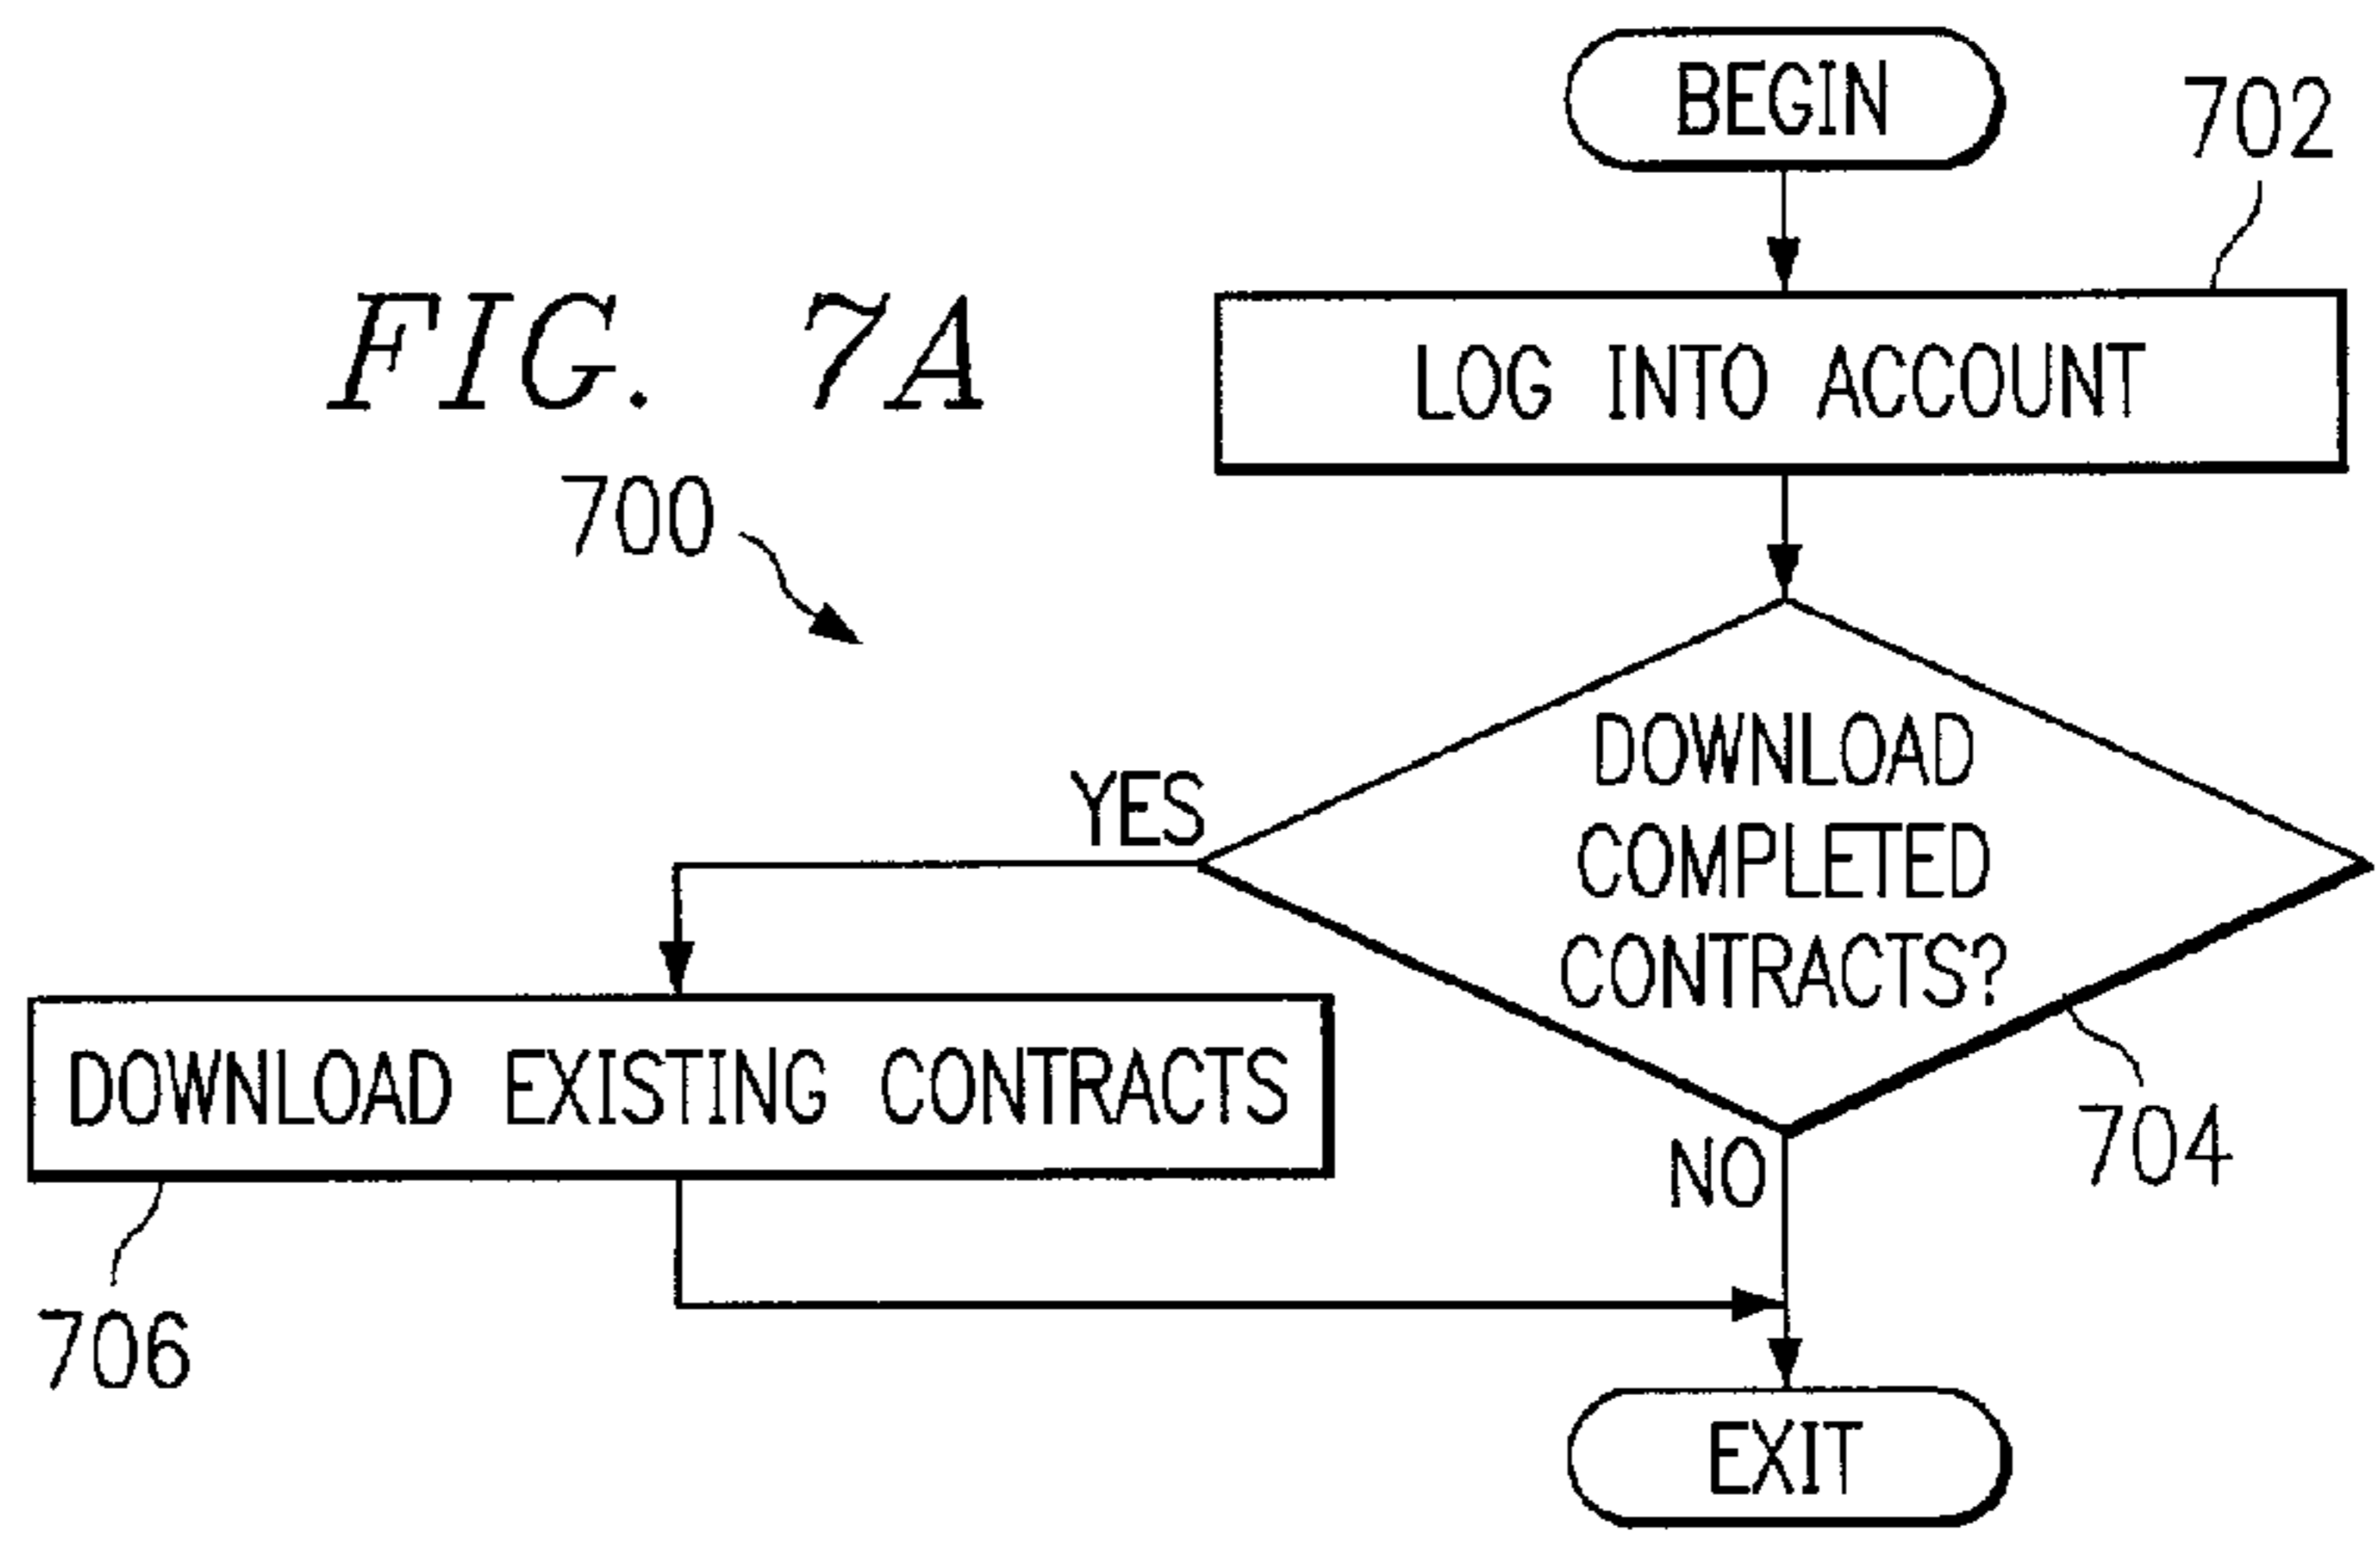 BEGIN
702
FIG. 7A
LOG INTO ACCOUNT
700
DOWNLOAD
COMPLETED
CONTRACTS?
YES
DOWNLOAD EXISTING CONTRACTS
NO
704
706
EXIT